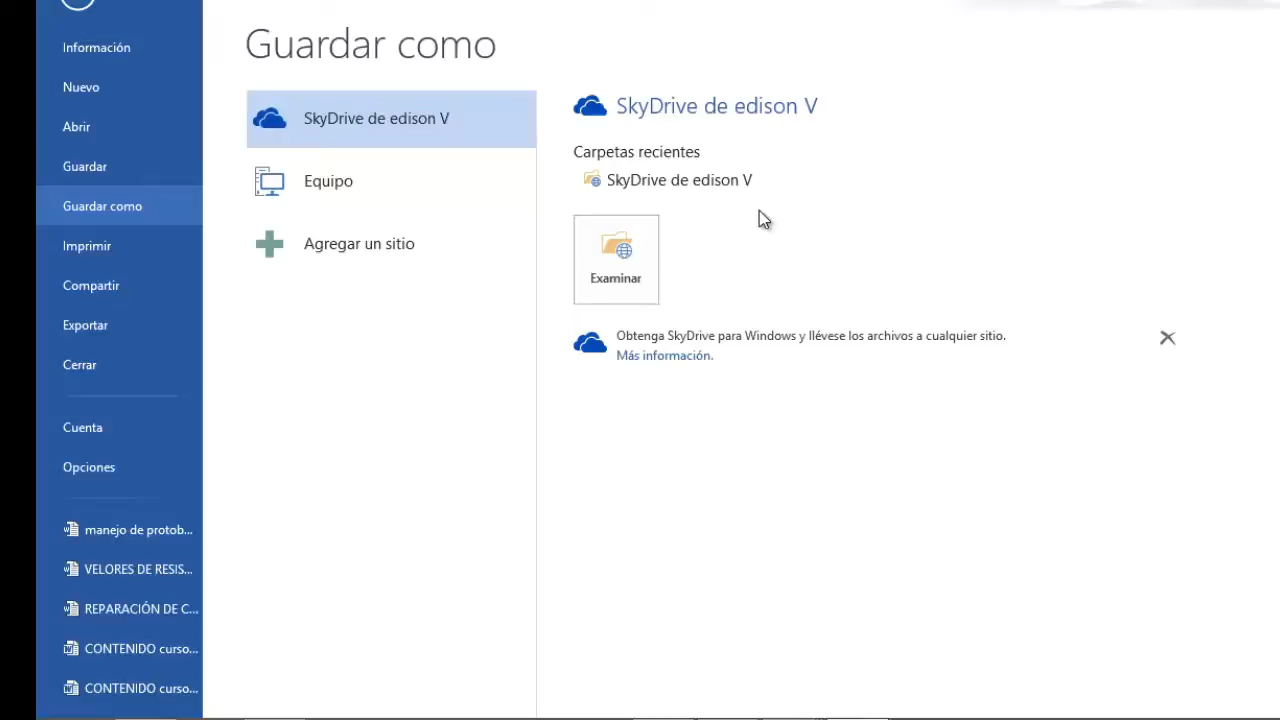 Información
Nuevo
Abrir
Guardar
Guardar como
Imprimir
Compartir
Exportar
Cerrar
Cuenta
Opciones
manejo de protob...
VELORES DE RESIS...
REPARACIÓN DE C...
CONTENIDO curso...
CONTENIDO curso...
Guardar como
SkyDrive de edison V
Equipo
Agregar un sitio
SkyDrive de edison V
Carpetas recientes
SkyDrive de edison V
Examinar
Obtenga SkyDrive para Windows y llévese los archivos a cualquier sitio.
Más información.